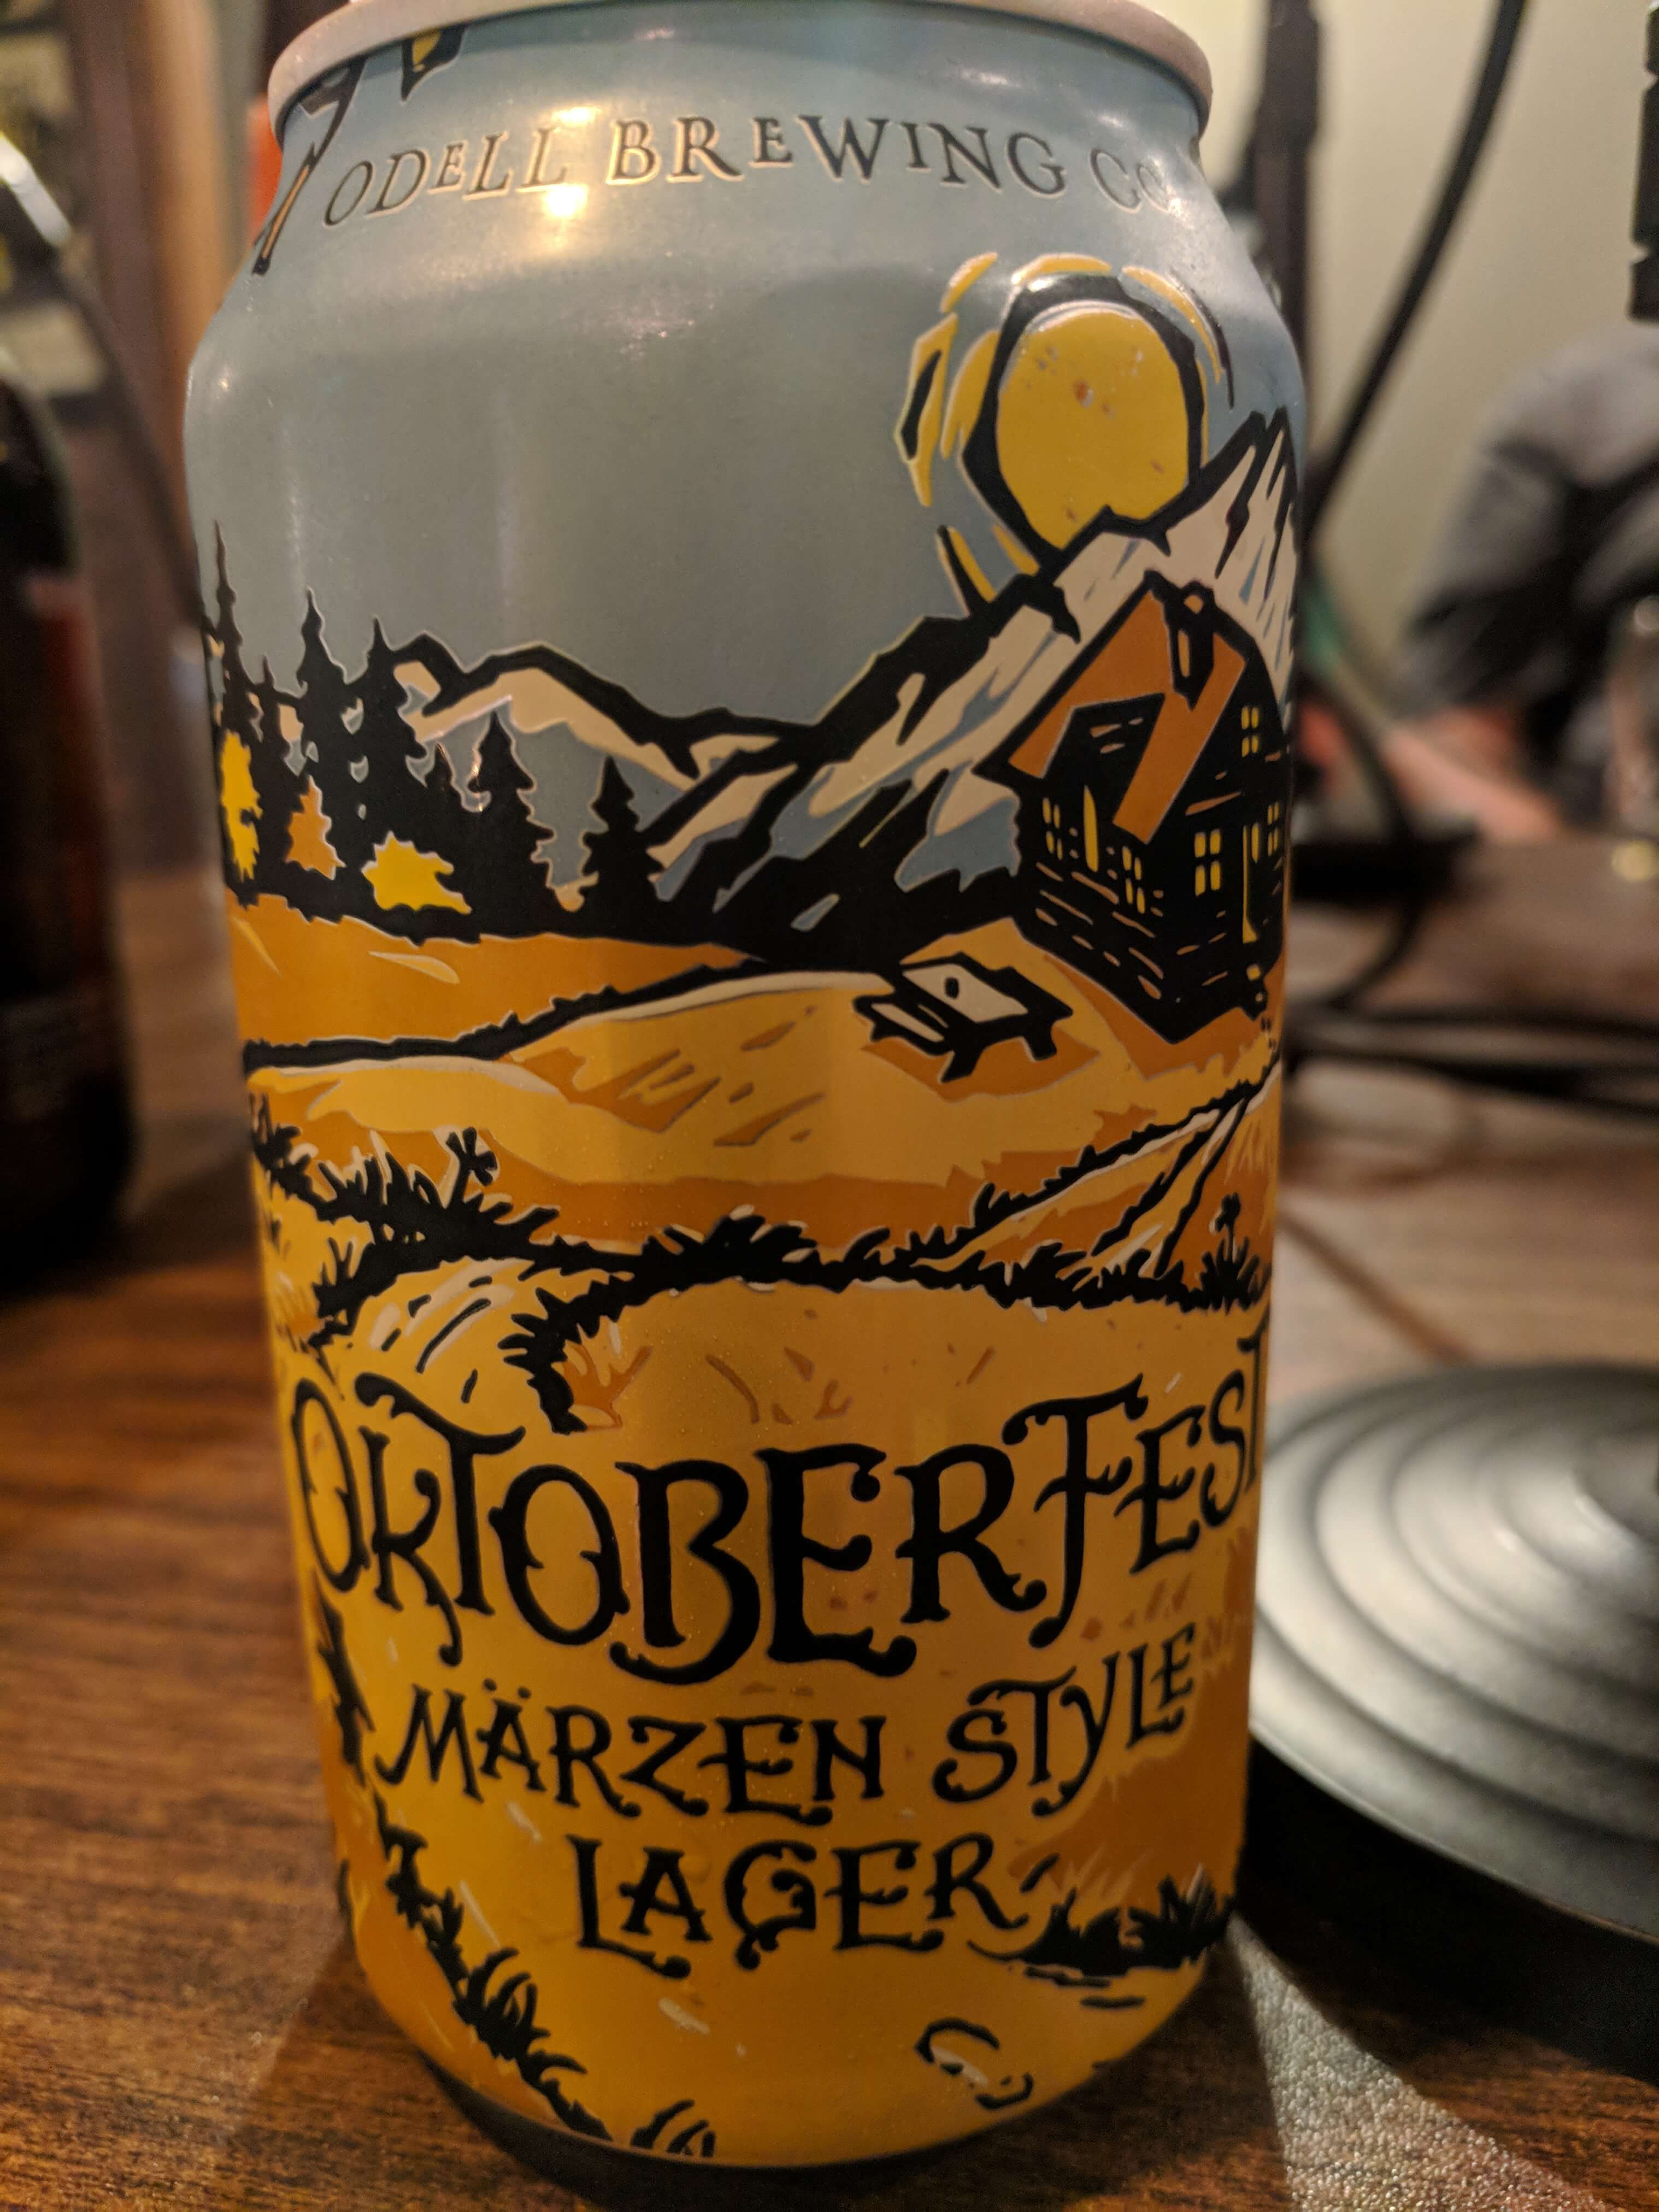 ODELL BREWING CO
OKTOBERFEST
MÄRZEN STYLE
LAGER